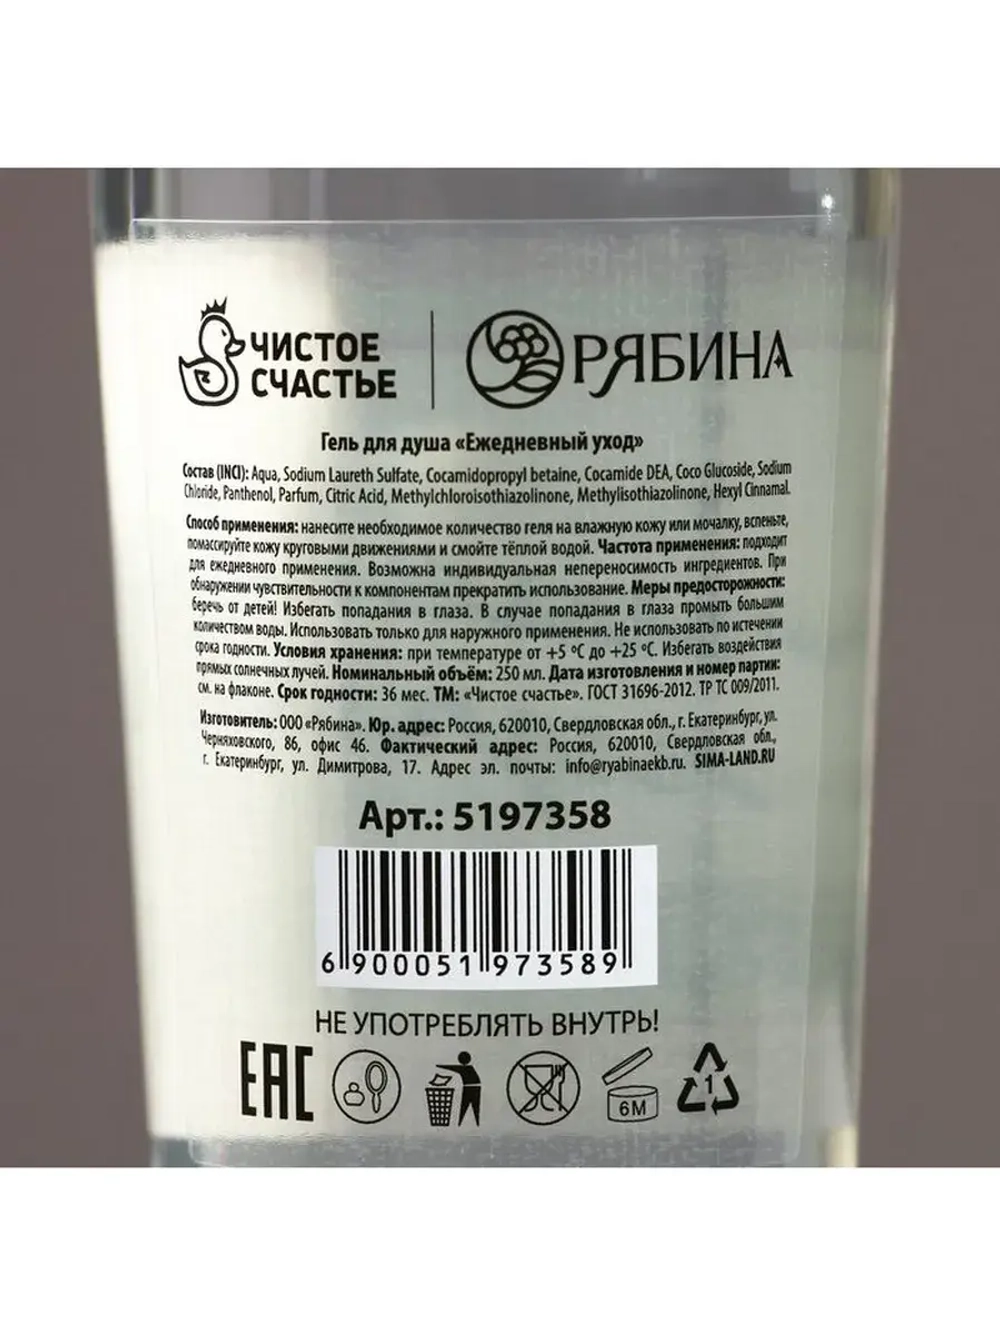 ЧИСТОЕ
СЧАСТЬЕ
РЯБИНА
Гель для душа «Ежедневный уход»
Состав (INCI): Aqua, Sodium Laureth Sulfate, Cocamidopropyl betaine, Cocamide DEA, Coco Glucoside, Sodium
Chloride, Panthenol, Parfum, Citric Acid, Methylchloroisothiazolinone, Methylisothiazolinone, Hexyl Cinnamal.
Способ применения: нанесите необходимое количество геля на влажную кожу или мочалку, вспеньте,
помассируйте кожу круговыми движениями и смойте тёплой водой. Частота применения: подходит
для ежедневного применения. Возможна индивидуальная непереносимость ингредиентов. При
обнаружении чувствительности к компонентам прекратить использование. Меры предосторожности:
беречь от детей! Избегать попадания в глаза. В случае попадания в глаза промыть большим
количеством воды. Использовать только для наружного применения. Не использовать по истечении
срока годности. Условия хранения: при температуре от +5 ºС до +25 ºС. Избегать воздействия
прямых солнечных лучей. Номинальный объём: 250 мл. Дата изготовления и номер партии:
см. на флаконе. Срок годности: 36 мес. ТМ: «Чистое счастье». ГОСТ 31696-2012. ТР ТС 009/2011.
Изготовитель: ООО «Рябина». Юр. адрес: Россия, 620010, Свердловская обл., г. Екатеринбург, ул.
Черняховского, 86, офис 46. Фактический адрес: Россия, 620010, Свердловская обл.,
г. Екатеринбург, ул. Димитрова, 17. Адрес эл. почты: info@ryabinaekb.ru. SIMA-LAND.RU
Арт.: 5197358
6 900051 973589
НЕ УПОТРЕБЛЯТЬ ВНУТРЬ!
EAC
6M
1